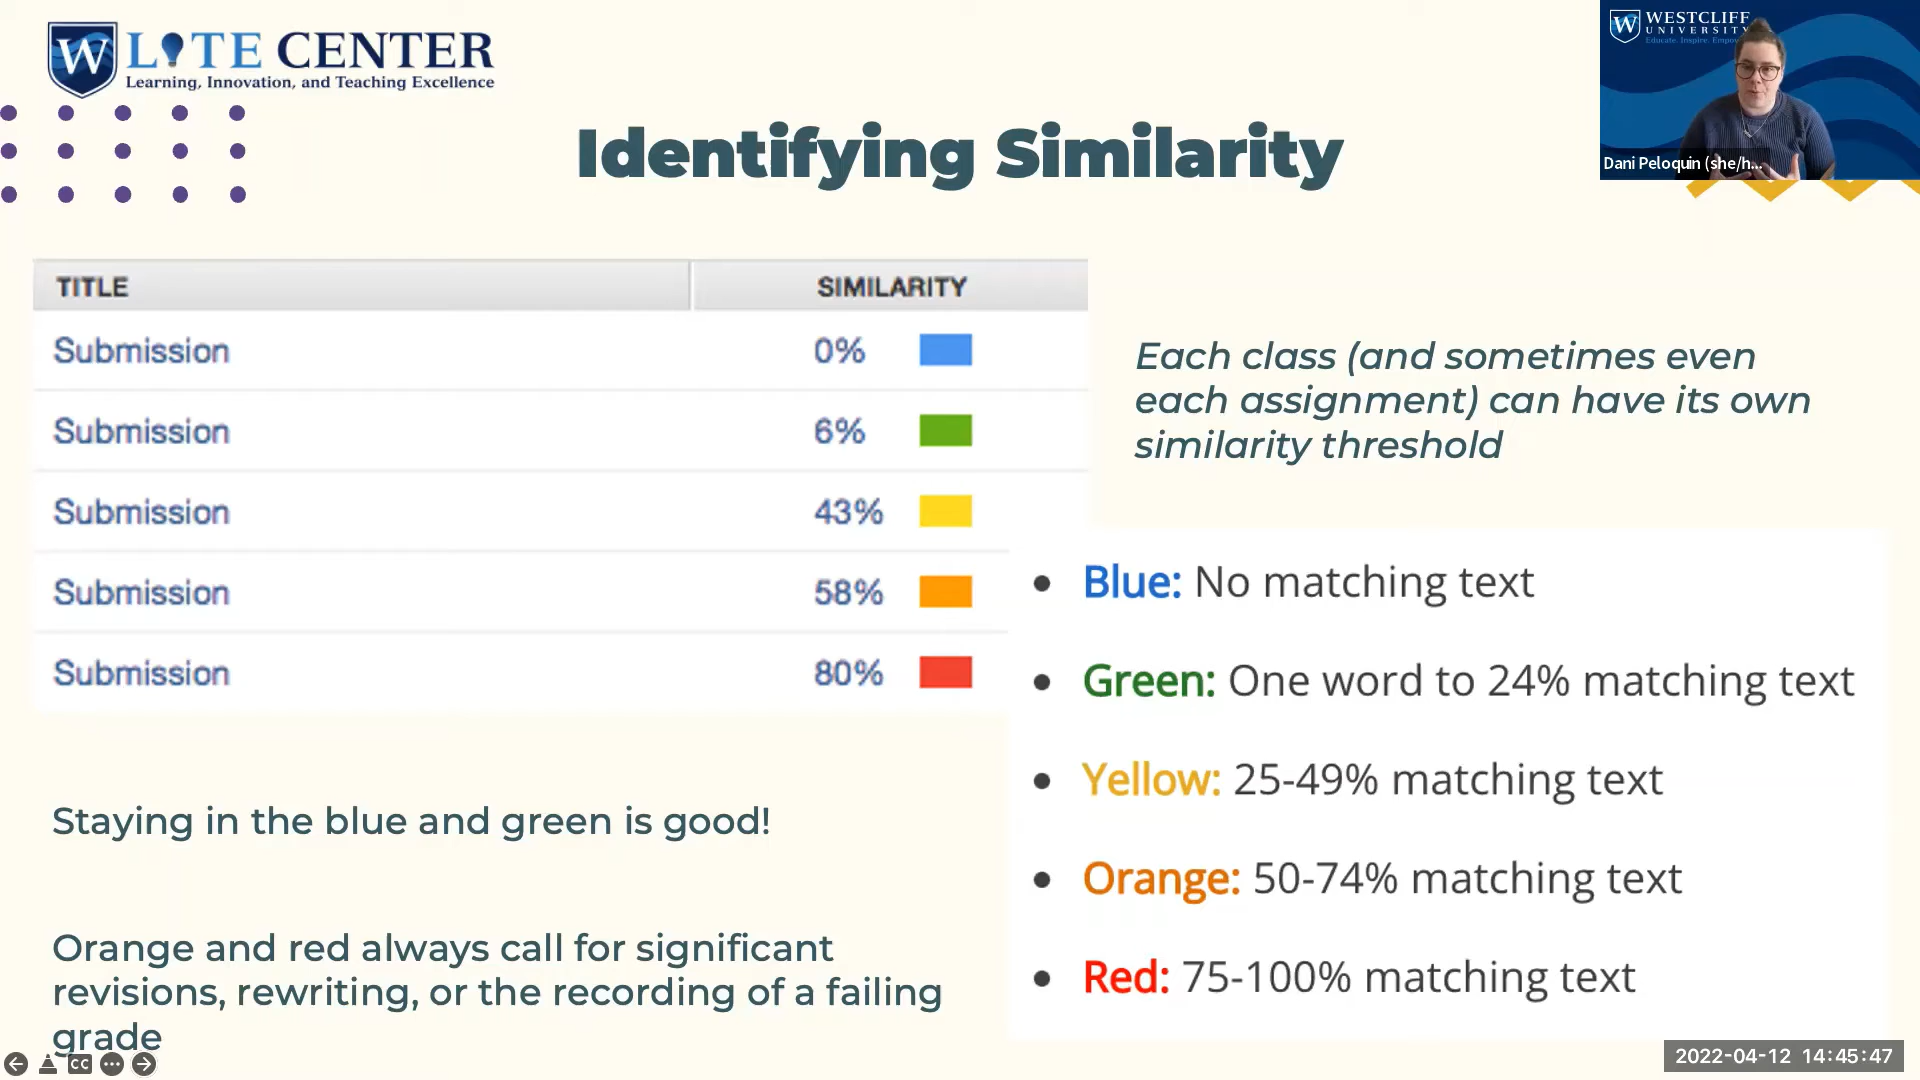 W LITE CENTER
Learning, Innovation, and Teaching Excellence
WESTCLIFF
UNIVERSITY
Educate. Inspire. Empow
Dani Peloquin (she/h...
Identifying Similarity
TITLE SIMILARITY
Submission 0%
Submission 6%
Submission 43%
Submission 58%
Submission 80%
Each class (and sometimes even
each assignment) can have its own
similarity threshold
• Blue: No matching text
• Green: One word to 24% matching text
• Yellow: 25-49% matching text
• Orange: 50-74% matching text
• Red: 75-100% matching text
Staying in the blue and green is good!
Orange and red always call for significant
revisions, rewriting, or the recording of a failing
grade
CC
2022-04-12 14:45:47